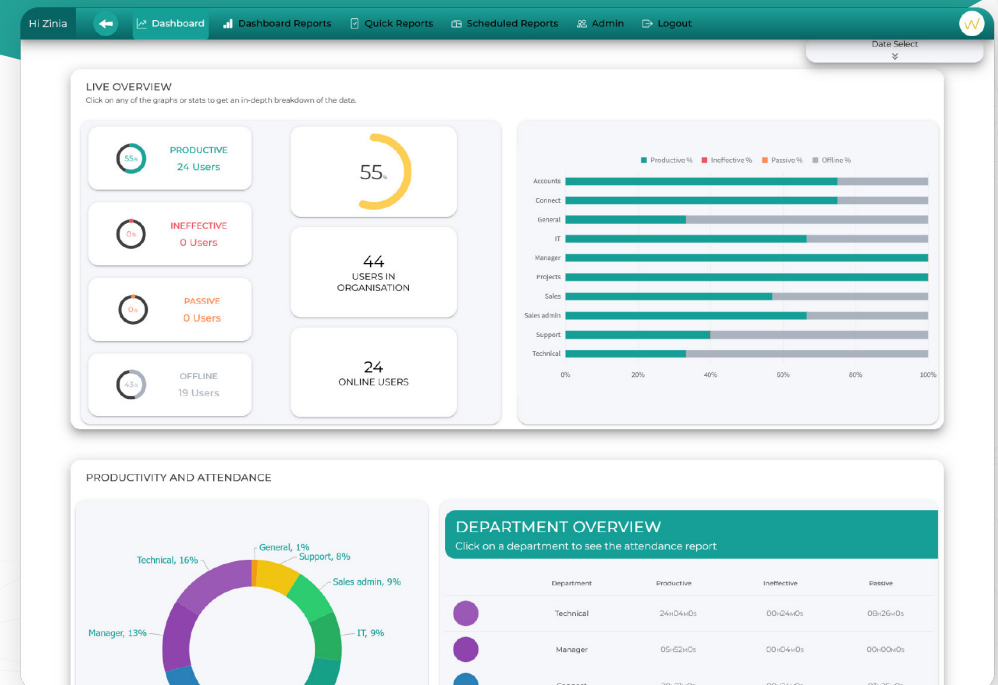 Hi Zinia
Dashboard
Dashboard Reports
Quick Reports
Scheduled Reports
Admin
Logout
W
Date Select
LIVE OVERVIEW
Click on any of the graphs or stats to get an in-depth breakdown of the data.
55%
PRODUCTIVE
24 Users
0%
INEFFECTIVE
0 Users
0%
PASSIVE
0 Users
43%
OFFLINE
19 Users
55%
44
USERS IN
ORGANISATION
24
ONLINE USERS
Productive % Ineffective % Passive % Offline %
Accounts
Connect
General
IT
Manager
Projects
Sales
Sales admin
Support
Technical
0% 20% 40% 60% 80% 100%
PRODUCTIVITY AND ATTENDANCE
General, 1%
Support, 8%
Technical, 16%
Sales admin, 9%
Manager, 13%
IT, 9%
DEPARTMENT OVERVIEW
Click on a department to see the attendance report
Department Productive Ineffective Passive
Technical 24H04M0s 00H24M0s 08H26M0s
Manager 05H52M0s 00H04M0s 00H00M0s